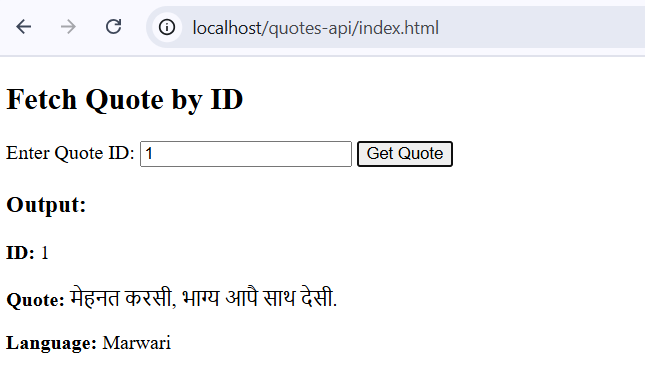 localhost/quotes-api/index.html
Fetch Quote by ID
Enter Quote ID: 1 Get Quote
Output:
ID: 1
Quote: मेहनत करसी, भाग्य आपै साथ देसी.
Language: Marwari